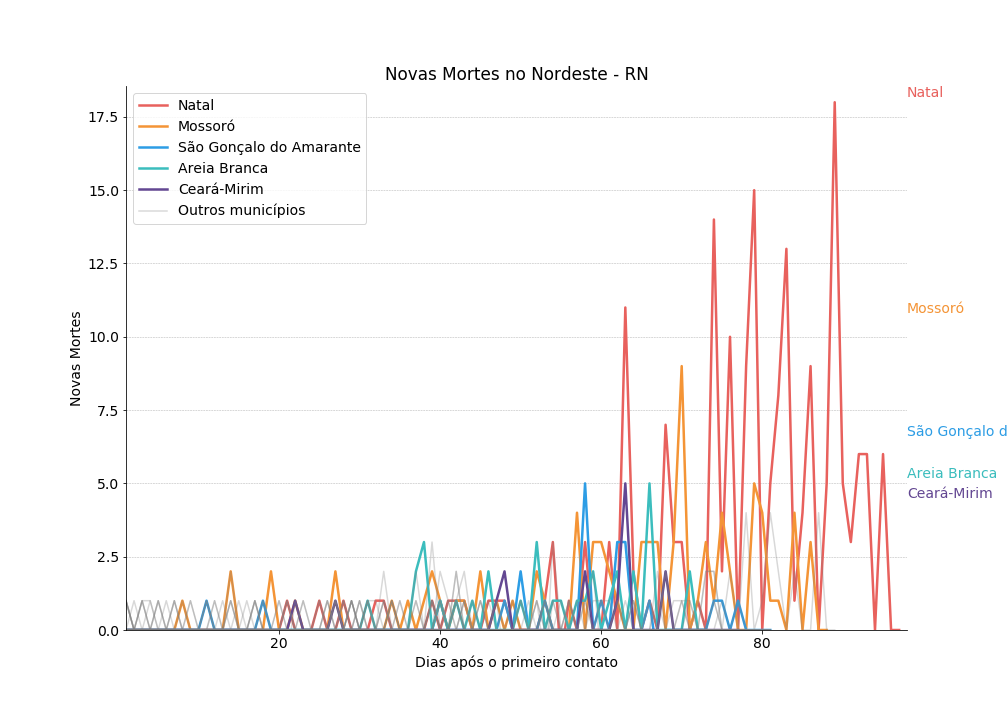 Novas Mortes no Nordeste - RN
Natal
Mossoró
São Gonçalo do Amarante
Areia Branca
Ceará-Mirim
Outros municípios
Novas Mortes
17.5
15.0
12.5
10.0
7.5
5.0
2.5
0.0
20
40
60
80
Dias após o primeiro contato
Natal
Mossoró
São Gonçalo d
Areia Branca
Ceará-Mirim